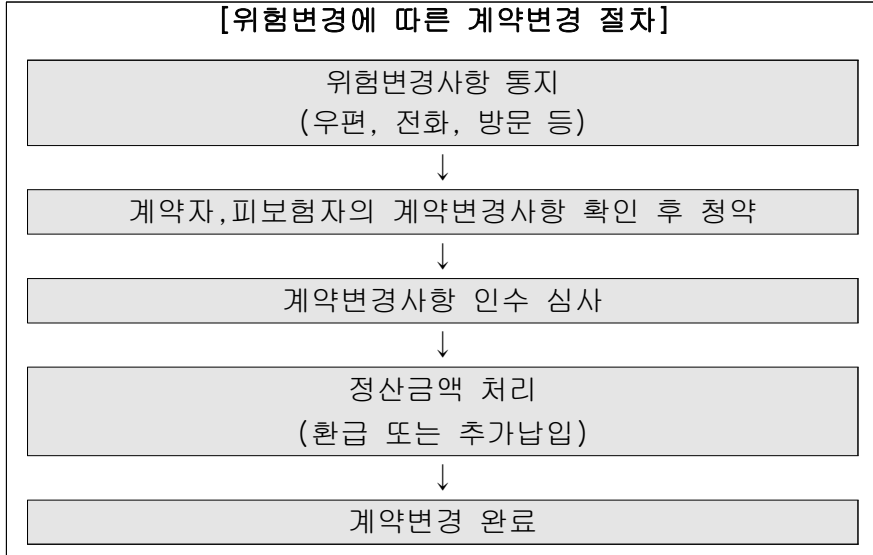 [위험변경에 따른 계약변경 절차]
위험변경사항 통지
(우편, 전화, 방문 등)
↓
계약자,피보험자의 계약변경사항 확인 후 청약
↓
계약변경사항 인수 심사
↓
정산금액 처리
(환급 또는 추가납입)
↓
계약변경 완료